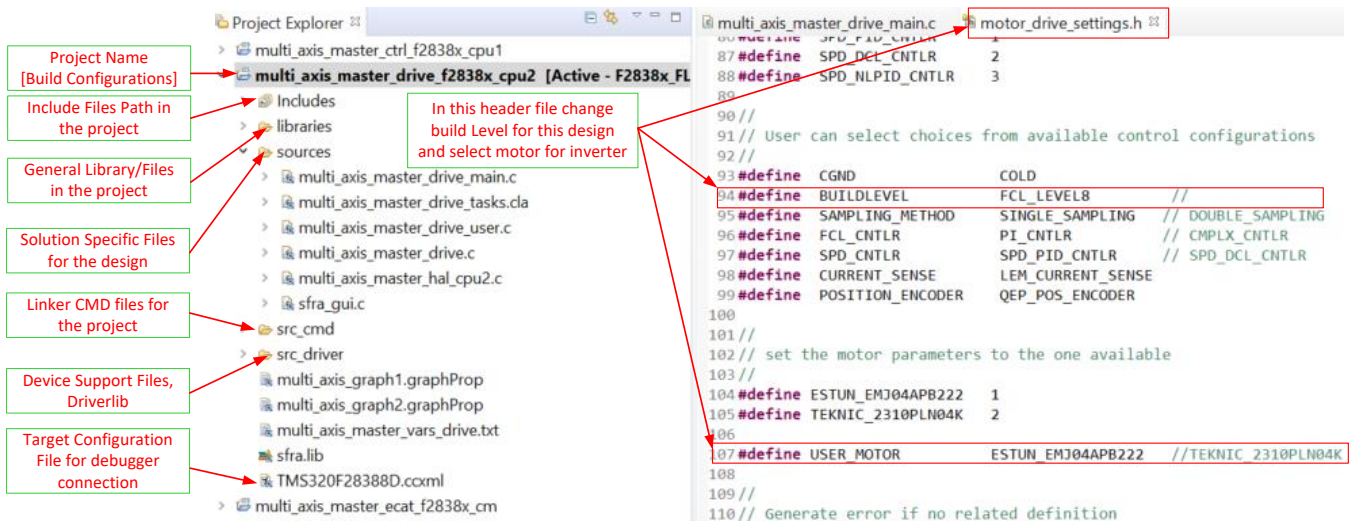 Project Explorer
multi_axis_master_ctrl_f2838x_cpu1
multi_axis_master_drive_f2838x_cpu2 [Active - F2838x_FL
Includes
libraries
sources
multi_axis_master_drive_main.c
multi_axis_master_drive_tasks.cla
multi_axis_master_drive_user.c
multi_axis_master_drive.c
multi_axis_master_hal_cpu2.c
sfra_gui.c
src_cmd
src_driver
multi_axis_graph1.graphProp
multi_axis_graph2.graphProp
multi_axis_master_vars_drive.txt
sfra.lib
TMS320F28388D.ccxml
multi_axis_master_ecat_f2838x_cm
Project Name
[Build Configurations]
Include Files Path in
the project
General Library/Files
in the project
Solution Specific Files
for the design
Linker CMD files for
the project
Device Support Files,
Driverlib
Target Configuration
File for debugger
connection
In this header file change
build Level for this design
and select motor for inverter
multi_axis_master_drive_main.c
motor_drive_settings.h
86 #define SPD_PID_CNTLR 1
87 #define SPD_DCL_CNTLR 2
88 #define SPD_NLPID_CNTLR 3
89
90 //
91 // User can select choices from available control configurations
92 //
93 #define CGND COLD
94 #define BUILDLEVEL FCL_LEVEL8 //
95 #define SAMPLING_METHOD SINGLE_SAMPLING // DOUBLE_SAMPLING
96 #define FCL_CNTLR PI_CNTLR // CMPLX_CNTLR
97 #define SPD_CNTLR SPD_PID_CNTLR // SPD_DCL_CNTLR
98 #define CURRENT_SENSE LEM_CURRENT_SENSE
99 #define POSITION_ENCODER QEP_POS_ENCODER
100
101 //
102 // set the motor parameters to the one available
103 //
104 #define ESTUN_EMJ04APB222 1
105 #define TEKNIC_2310PLN04K 2
106
107 #define USER_MOTOR ESTUN_EMJ04APB222 //TEKNIC_2310PLN04K
108
109 //
110 // Generate error if no related definition